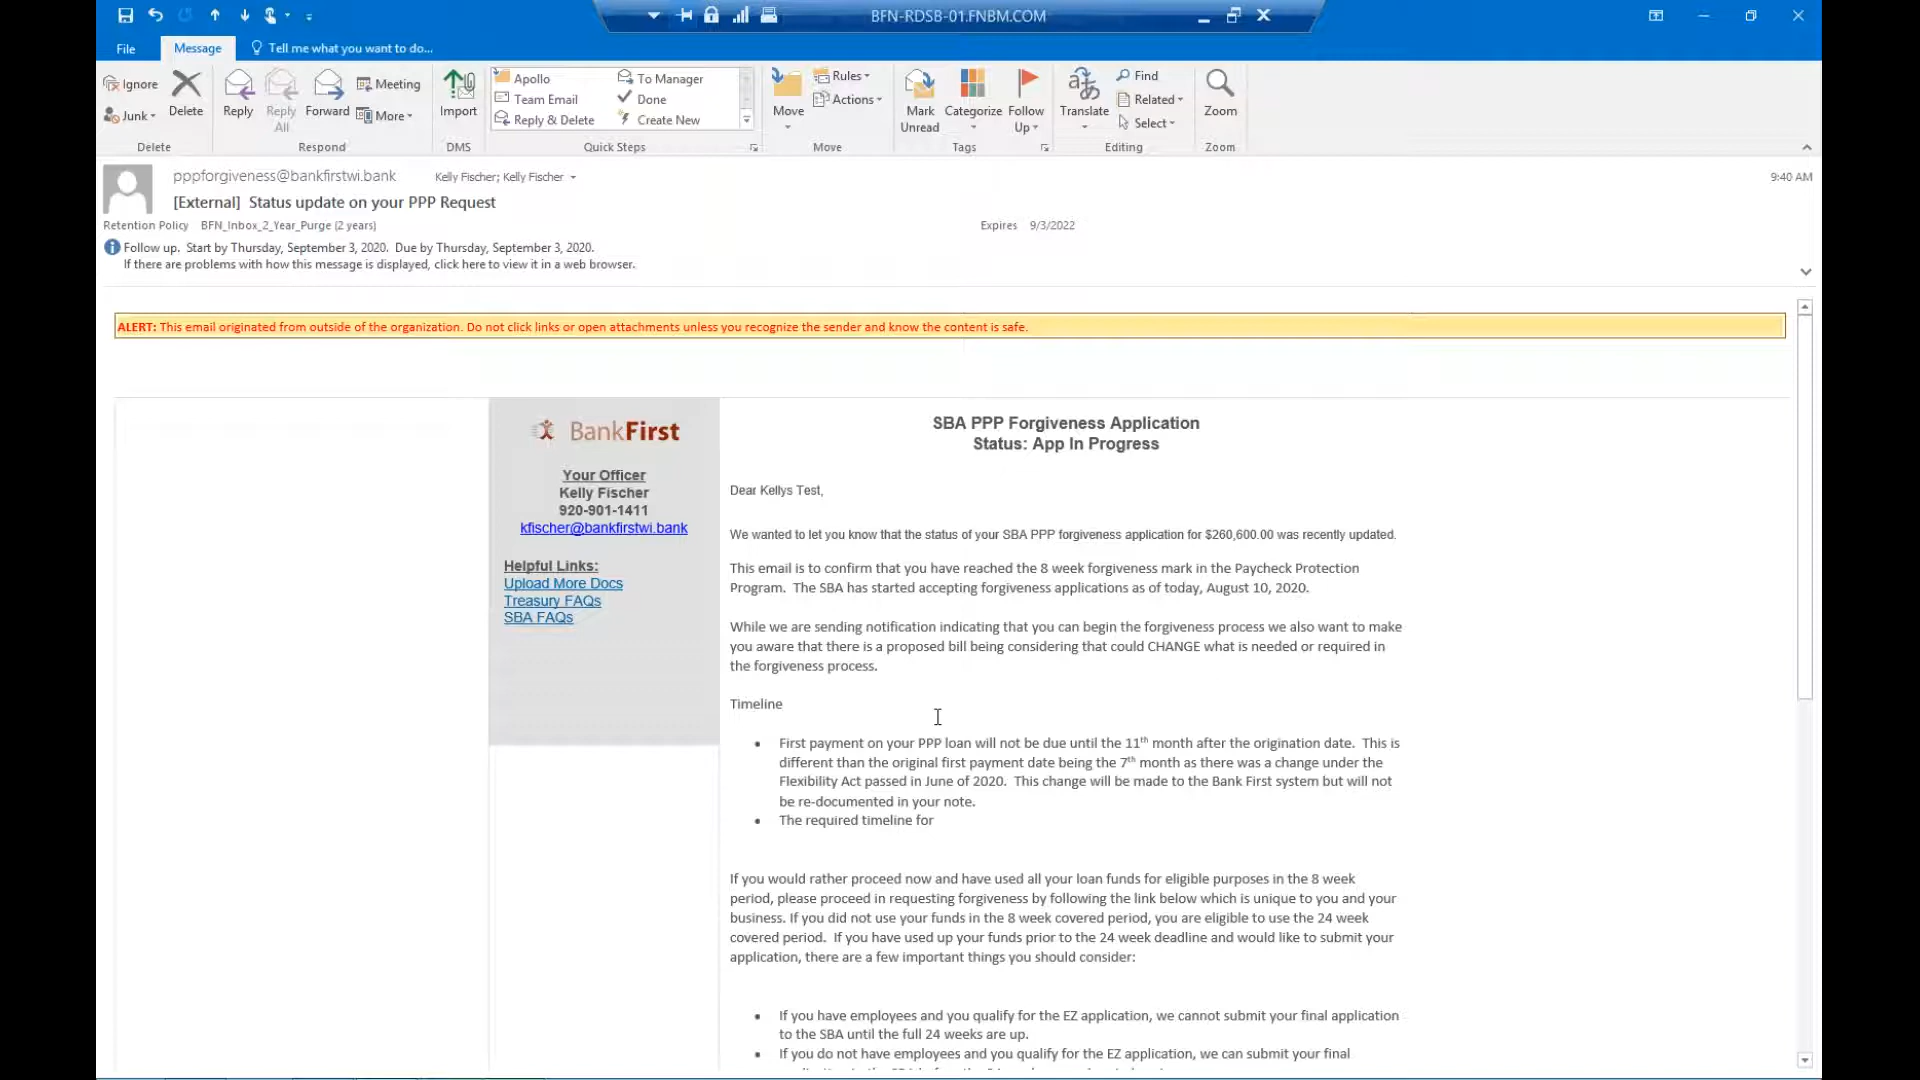 BFN-RDSB-01.FNBM.COM
File
Message
Tell me what you want to do...
Ignore
Junk
Delete
Delete
Reply
Reply All
Forward
Meeting
More
Respond
Import
DMS
Apollo
Team Email
Reply & Delete
To Manager
Done
Create New
Quick Steps
Move
Rules
Actions
Move
Mark Unread
Categorize
Follow Up
Tags
Translate
Find
Related
Select
Editing
Zoom
Zoom
pppforgiveness@bankfirstwi.bank
Kelly Fischer; Kelly Fischer
9:40 AM
[External] Status update on your PPP Request
Retention Policy BFN_Inbox_2_Year_Purge (2 years)
Expires 9/3/2022
Follow up. Start by Thursday, September 3, 2020. Due by Thursday, September 3, 2020.
If there are problems with how this message is displayed, click here to view it in a web browser.
ALERT: This email originated from outside of the organization. Do not click links or open attachments unless you recognize the sender and know the content is safe.
BankFirst
Your Officer
Kelly Fischer
920-901-1411
kfischer@bankfirstwi.bank
Helpful Links:
Upload More Docs
Treasury FAQs
SBA FAQs
SBA PPP Forgiveness Application
Status: App In Progress
Dear Kellys Test,
We wanted to let you know that the status of your SBA PPP forgiveness application for $260,600.00 was recently updated.
This email is to confirm that you have reached the 8 week forgiveness mark in the Paycheck Protection
Program. The SBA has started accepting forgiveness applications as of today, August 10, 2020.
While we are sending notification indicating that you can begin the forgiveness process we also want to make
you aware that there is a proposed bill being considering that could CHANGE what is needed or required in
the forgiveness process.
Timeline
• First payment on your PPP loan will not be due until the 11th month after the origination date. This is
different than the original first payment date being the 7th month as there was a change under the
Flexibility Act passed in June of 2020. This change will be made to the Bank First system but will not
be re-documented in your note.
• The required timeline for
If you would rather proceed now and have used all your loan funds for eligible purposes in the 8 week
period, please proceed in requesting forgiveness by following the link below which is unique to you and your
business. If you did not use your funds in the 8 week covered period, you are eligible to use the 24 week
covered period. If you have used up your funds prior to the 24 week deadline and would like to submit your
application, there are a few important things you should consider:
• If you have employees and you qualify for the EZ application, we cannot submit your final application
to the SBA until the full 24 weeks are up.
• If you do not have employees and you qualify for the EZ application, we can submit your final